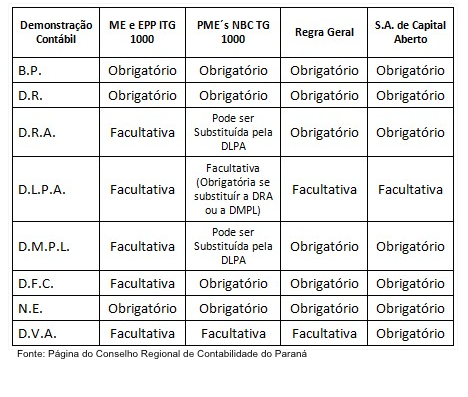 Demonstração Contábil | ME e EPP ITG 1000 | PME´s NBC TG 1000 | Regra Geral | S.A. de Capital Aberto
B.P. | Obrigatório | Obrigatório | Obrigatório | Obrigatório
D.R. | Obrigatório | Obrigatório | Obrigatório | Obrigatório
D.R.A. | Facultativa | Pode ser Substituída pela DLPA | Obrigatório | Obrigatório
D.L.P.A. | Facultativa | Facultativa (Obrigatória se substituír a DRA ou a DMPL) | Facultativa | Facultativa
D.M.P.L. | Facultativa | Pode ser Substituída pela DLPA | Obrigatório | Obrigatório
D.F.C. | Facultativa | Obrigatório | Obrigatório | Obrigatório
N.E. | Obrigatório | Obrigatório | Obrigatório | Obrigatório
D.V.A. | Facultativa | Facultativa | Facultativa | Obrigatório
Fonte: Página do Conselho Regional de Contabilidade do Paraná